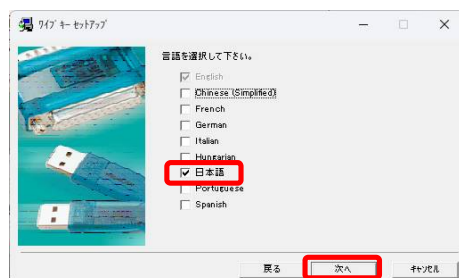 ﾜｲﾌﾞ ｷｰ ｾｯﾄｱｯﾌﾟ
言語を選択して下さい。
English
Chinese (Simplified)
French
German
Italian
Hungarian
日本語
Portuguese
Spanish
戻る
次へ
ｷｬﾝｾﾙ